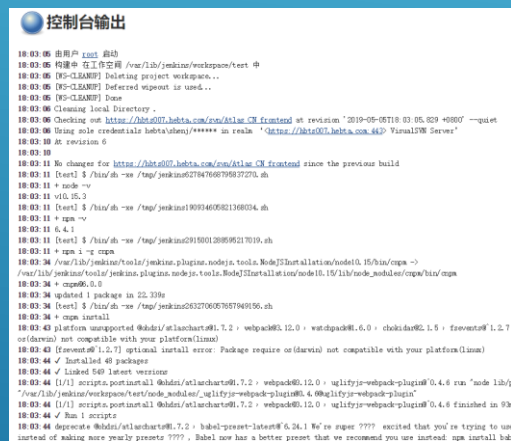 控制台输出
18:03:05 由用户 root 启动
18:03:05 构建中 在工作空间 /var/lib/jenkins/workspace/test 中
18:03:05 [WS-CLEANUP] Deleting project workspace...
18:03:05 [WS-CLEANUP] Deferred wipeout is used...
18:03:05 [WS-CLEANUP] Done
18:03:06 Cleaning local Directory .
18:03:06 Checking out https://hbts007.hebta.com/svn/Atlas_CN_frontend at revision '2019-05-05T18:03:05.829 +0800' --quiet
18:03:06 Using sole credentials hebta\shenj/****** in realm '<https://hbts007.hebta.com:443> VisualSVN Server'
18:03:10 At revision 6
18:03:10
18:03:11 No changes for https://hbts007.hebta.com/svn/Atlas_CN_frontend since the previous build
18:03:11 [test] $ /bin/sh -xe /tmp/jenkins627847668795837270.sh
18:03:11 + node -v
18:03:11 v10.15.3
18:03:11 [test] $ /bin/sh -xe /tmp/jenkins1909346058213680​34.sh
18:03:11 + npm -v
18:03:11 6.4.1
18:03:11 [test] $ /bin/sh -xe /tmp/jenkins2915001288595217019.sh
18:03:11 + npm i -g cnpm
18:03:34 /var/lib/jenkins/tools/jenkins.plugins.nodejs.tools.NodeJSInstallation/node10.15/bin/cnpm ->
/var/lib/jenkins/tools/jenkins.plugins.nodejs.tools.NodeJSInstallation/node10.15/lib/node_modules/cnpm/bin/cnpm
18:03:34 + cnpm@6.0.0
18:03:34 updated 1 package in 22.339s
18:03:34 [test] $ /bin/sh -xe /tmp/jenkins2632706057657949156.sh
18:03:34 + cnpm install
18:03:43 platform unsupported @ohdsi/atlascharts@1.7.2 › webpack@3.12.0 › watchpack@1.6.0 › chokidar@2.1.5 › fsevents@^1.2.7
os(darwin) not compatible with your platform(linux)
18:03:43 [fsevents@^1.2.7] optional install error: Package require os(darwin) not compatible with your platform(linux)
18:03:44 √ Installed 48 packages
18:03:44 √ Linked 549 latest versions
18:03:44 [1/1] scripts.postinstall @ohdsi/atlascharts@1.7.2 › webpack@3.12.0 › uglifyjs-webpack-plugin@^0.4.6 run "node lib/p
"/var/lib/jenkins/workspace/test/node_modules/_uglifyjs-webpack-plugin@0.4.6@uglifyjs-webpack-plugin"
18:03:44 [1/1] scripts.postinstall @ohdsi/atlascharts@1.7.2 › webpack@3.12.0 › uglifyjs-webpack-plugin@^0.4.6 finished in 93m
18:03:44 √ Run 1 scripts
18:03:44 deprecate @ohdsi/atlascharts@1.7.2 › babel-preset-latest@^6.24.1 We're super ???? excited that you're trying to use
instead of making more yearly presets ???? , Babel now has a better preset that we recommend you use instead: npm install bab